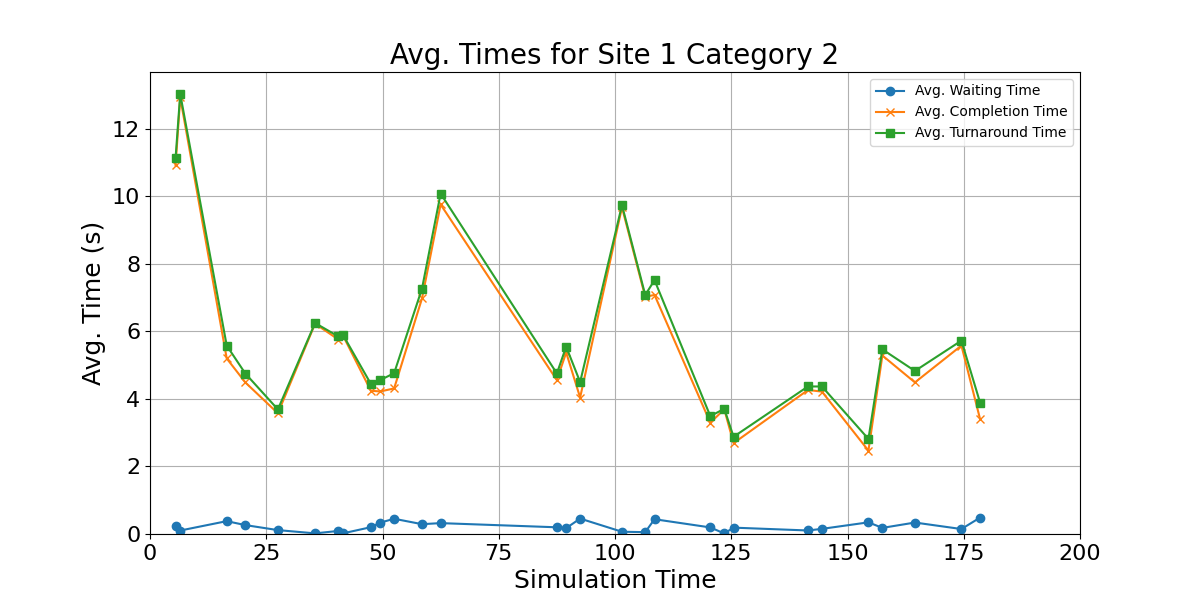 Avg. Times for Site 1 Category 2
Avg. Waiting Time
Avg. Completion Time
Avg. Turnaround Time
Avg. Time (s)
12
10
8
6
4
2
0
0 25 50 75 100 125 150 175 200
Simulation Time